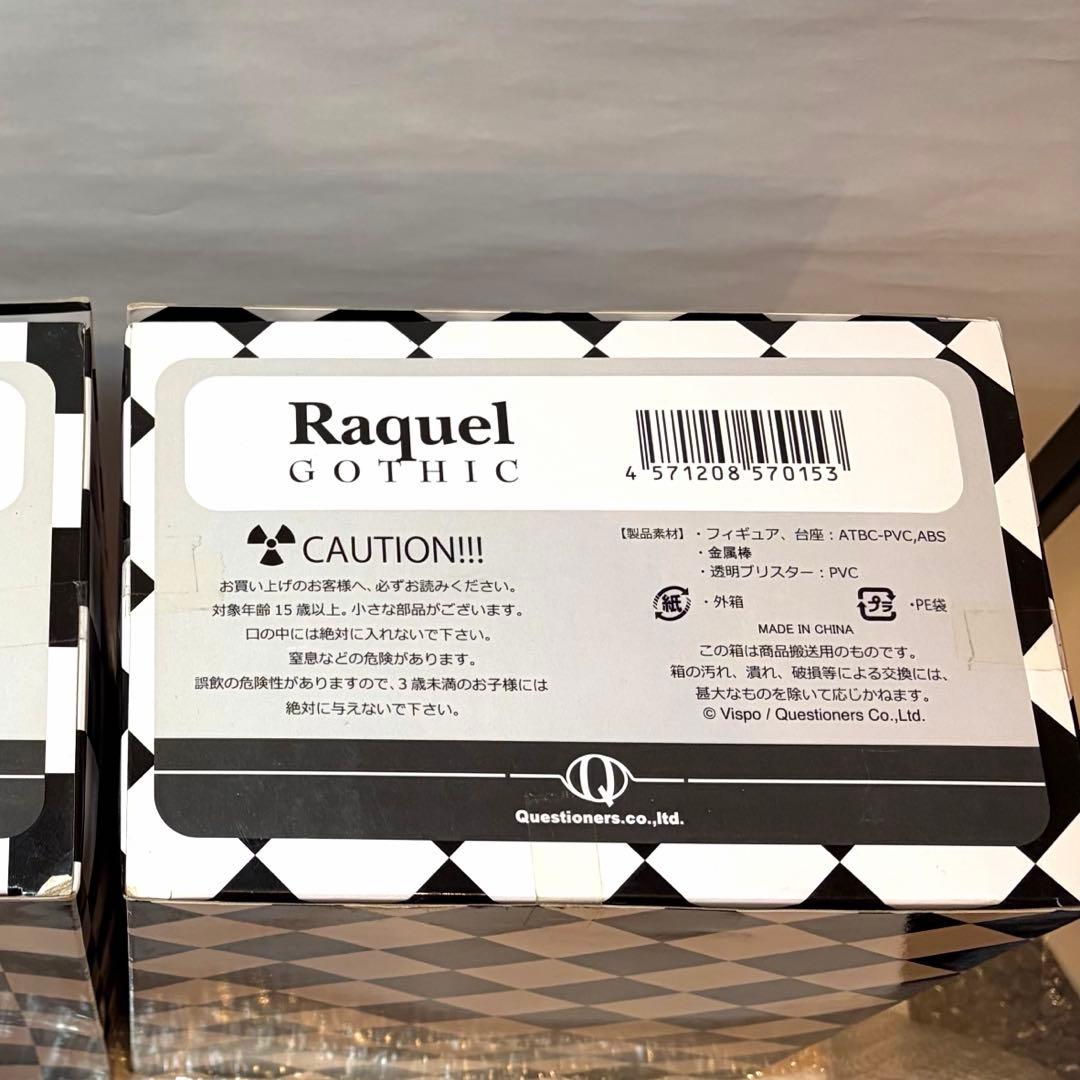 Raquel
GOTHIC
4 571208 570153
CAUTION!!!
お買い上げのお客様へ、必ずお読みください。
対象年齢15歳以上。小さな部品がございます。
口の中には絶対に入れないで下さい。
窒息などの危険があります。
誤飲の危険性がありますので、3歳未満のお子様には
絶対に与えないで下さい。
【製品素材】・フィギュア、台座：ATBC-PVC,ABS
・金属棒
・透明ブリスター：PVC
紙 ・外箱 プラ ・PE袋
MADE IN CHINA
この箱は商品搬送用のものです。
箱の汚れ、潰れ、破損等による交換には、
甚大なものを除いて応じかねます。
© Vispo / Questioners Co.,Ltd.
Q
Questioners.co.,ltd.